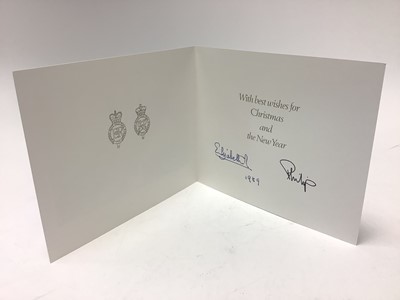 With best wishes for
Christmas
and
the New Year
Elizabeth R
Philip
1989